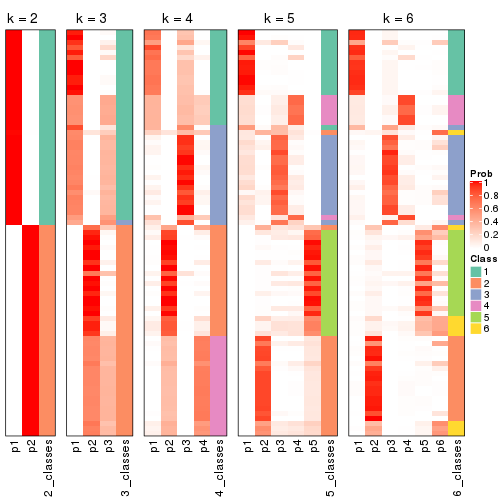 k = 2
k = 3
k = 4
k = 5
k = 6
p1
p2
2_classes
p1
p2
p3
3_classes
p1
p2
p3
p4
4_classes
p1
p2
p3
p4
p5
5_classes
p1
p2
p3
p4
p5
p6
6_classes
Prob
1
0.8
0.6
0.4
0.2
0
Class
1
2
3
4
5
6